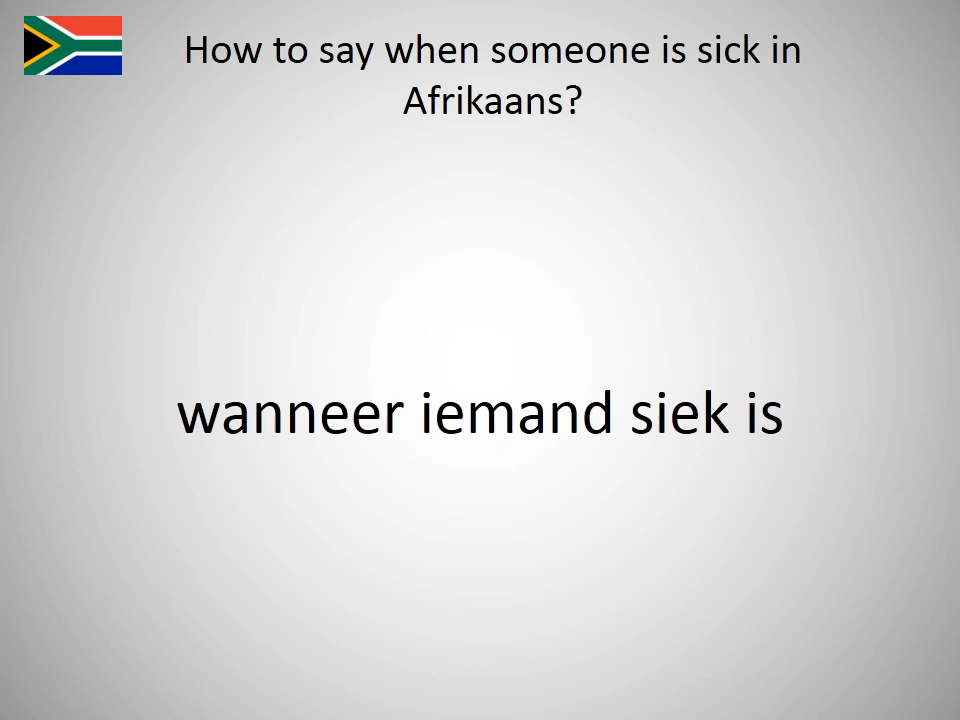 How to say when someone is sick in
Afrikaans?
wanneer iemand siek is